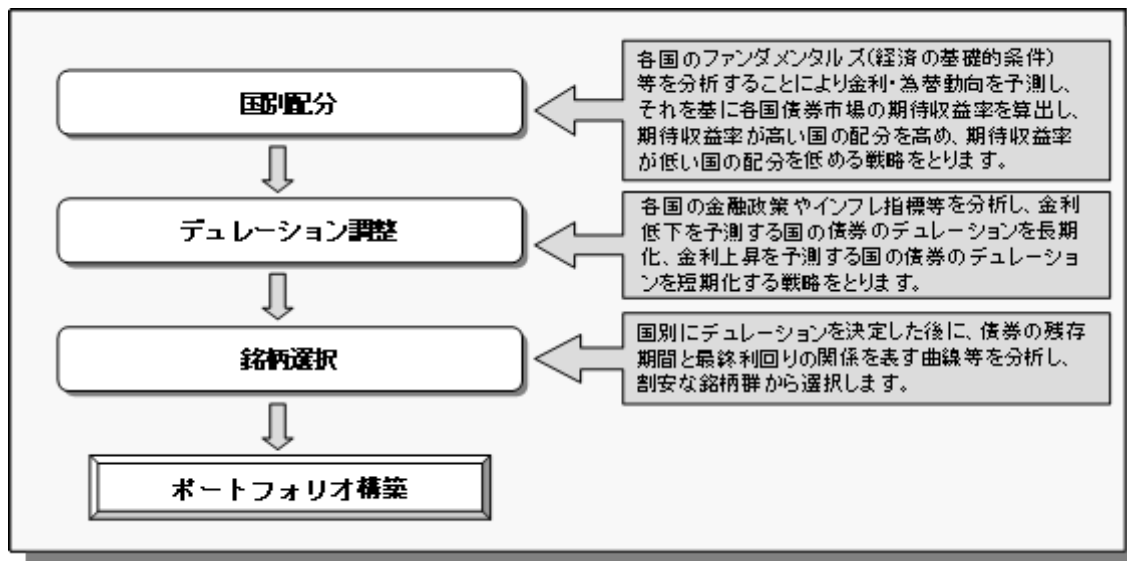 国別配分
各国のファンダメンタルズ(経済の基礎的条件)
等を分析することにより金利・為替動向を予測し、
それを基に各国債券市場の期待収益率を算出し、
期待収益率が高い国の配分を高め、期待収益率
が低い国の配分を低める戦略をとります。
デュレーション調整
各国の金融政策やインフレ指標等を分析し、金利
低下を予測する国の債券のデュレーションを長期
化、金利上昇を予測する国の債券のデュレーショ
ンを短期化する戦略をとります。
銘柄選択
国別にデュレーションを決定した後に、債券の残存
期間と最終利回りの関係を表す曲線等を分析し、
割安な銘柄群から選択します。
ポートフォリオ構築